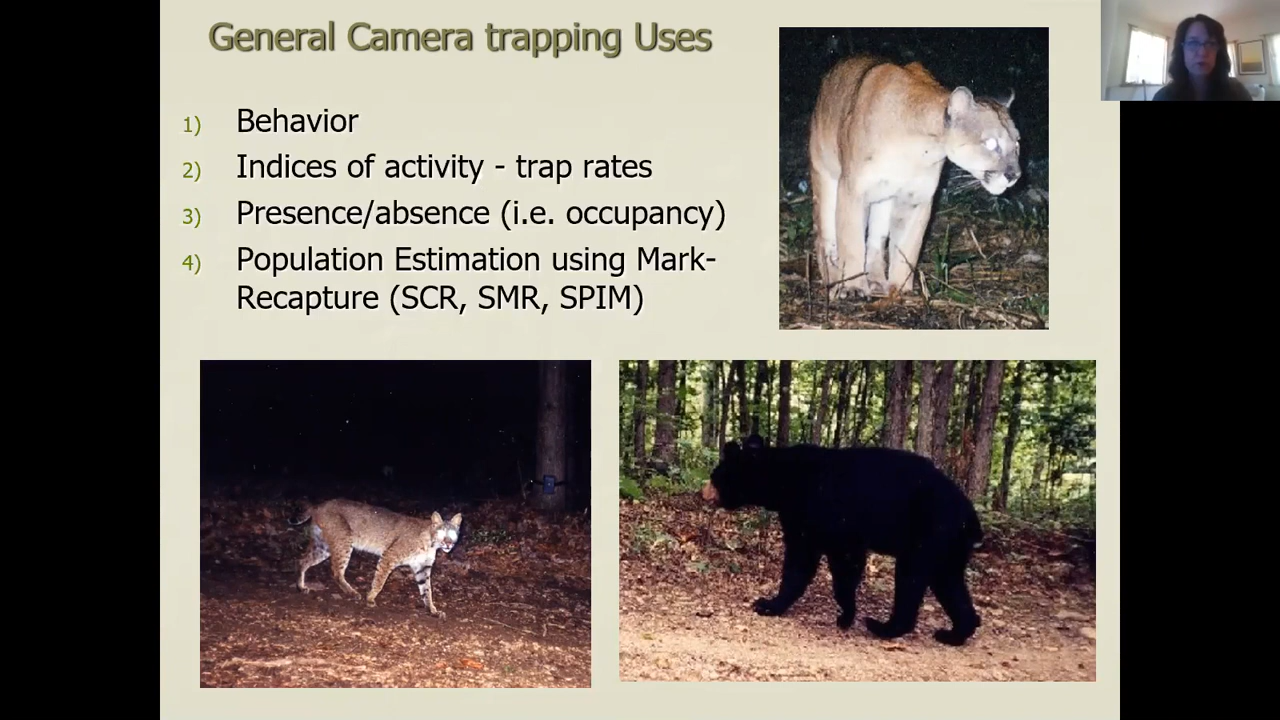 General Camera trapping Uses
1) Behavior
2) Indices of activity - trap rates
3) Presence/absence (i.e. occupancy)
4) Population Estimation using Mark-
Recapture (SCR, SMR, SPIM)